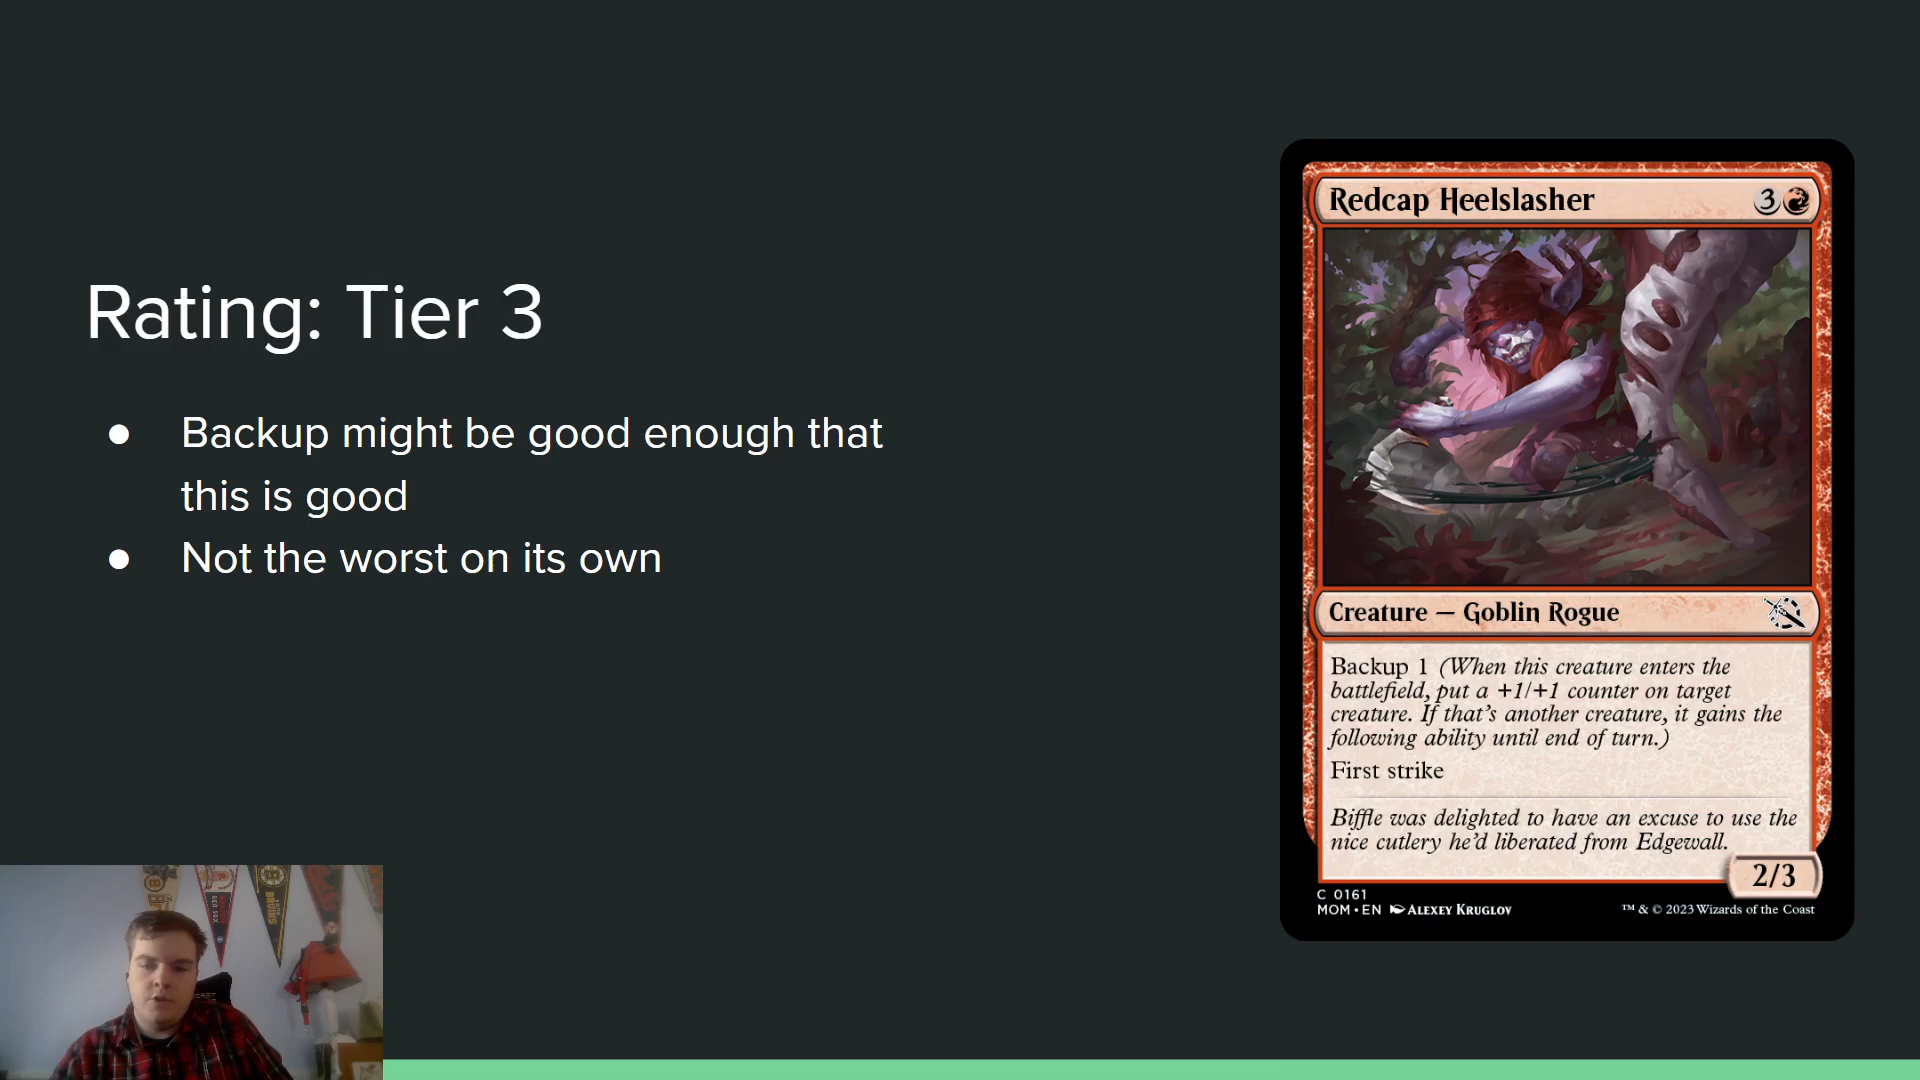 Rating: Tier 3
● Backup might be good enough that
this is good
● Not the worst on its own
Redcap Heelslasher 3
Creature — Goblin Rogue
Backup 1 (When this creature enters the
battlefield, put a +1/+1 counter on target
creature. If that's another creature, it gains the
following ability until end of turn.)
First strike
Biffle was delighted to have an excuse to use the
nice cutlery he'd liberated from Edgewall.
2/3
C 0161
MOM • EN ALEXEY KRUGLOV
™ & © 2023 Wizards of the Coast
BRUINS